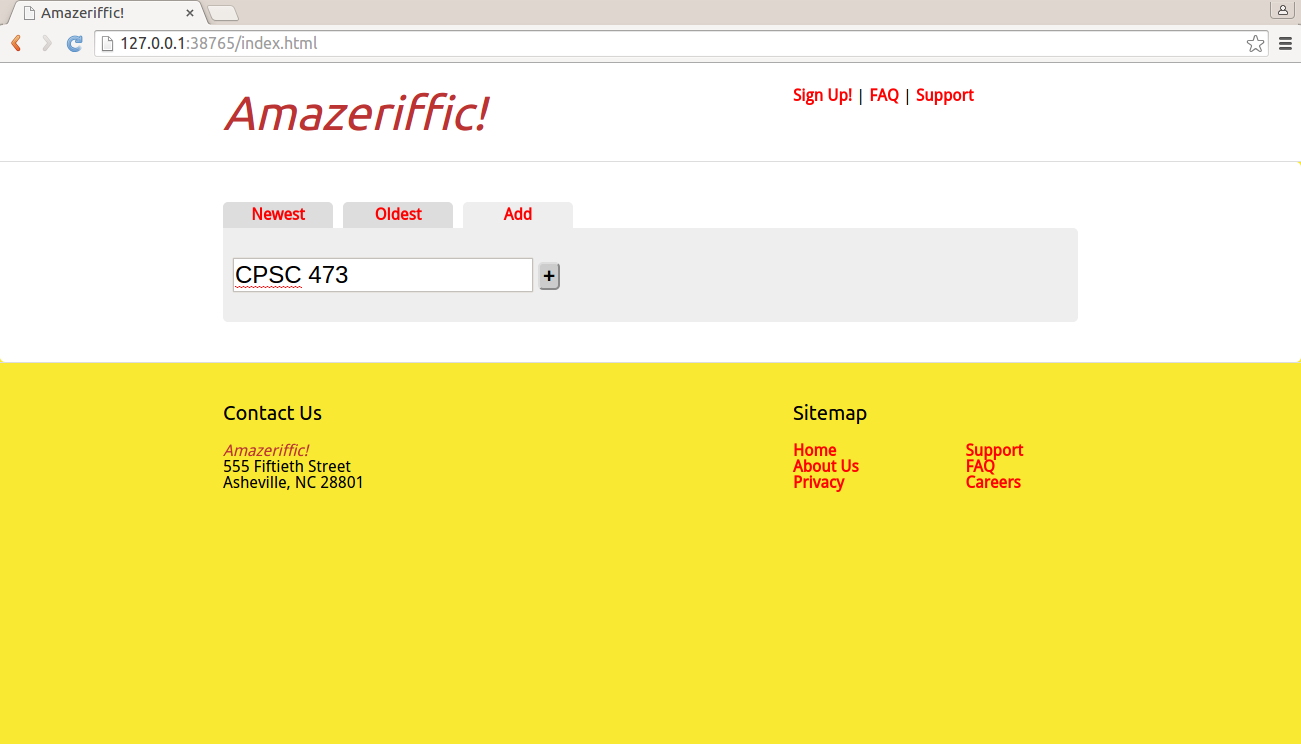 Amazeriffic!
127.0.0.1:38765/index.html
Amazeriffic!
Sign Up! | FAQ | Support
Newest Oldest Add
CPSC 473 +
Contact Us
Amazeriffic!
555 Fiftieth Street
Asheville, NC 28801
Sitemap
Home Support
About Us FAQ
Privacy Careers